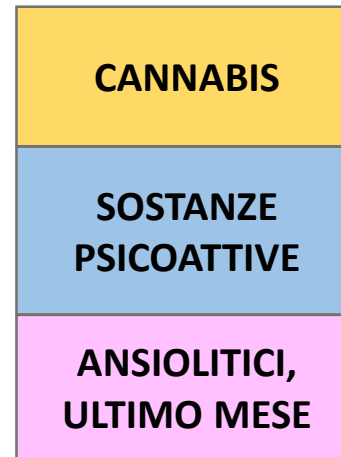 CANNABIS
SOSTANZE
PSICOATTIVE
ANSIOLITICI,
ULTIMO MESE